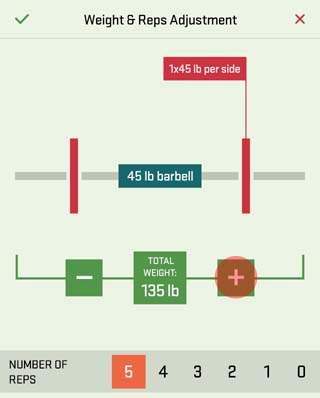 Weight & Reps Adjustment
1x45 lb per side
45 lb barbell
TOTAL
WEIGHT:
135 lb
NUMBER OF
REPS
5 4 3 2 1 0